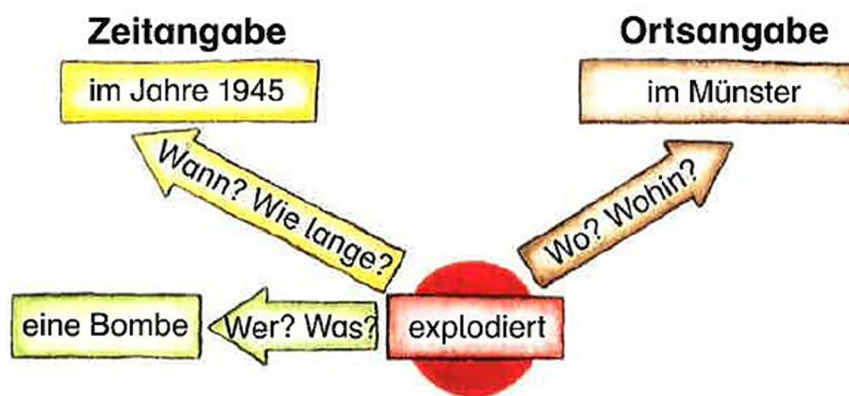 Zeitangabe
Ortsangabe
im Jahre 1945
im Münster
Wann? Wie lange?
Wo? Wohin?
eine Bombe
Wer? Was?
explodiert